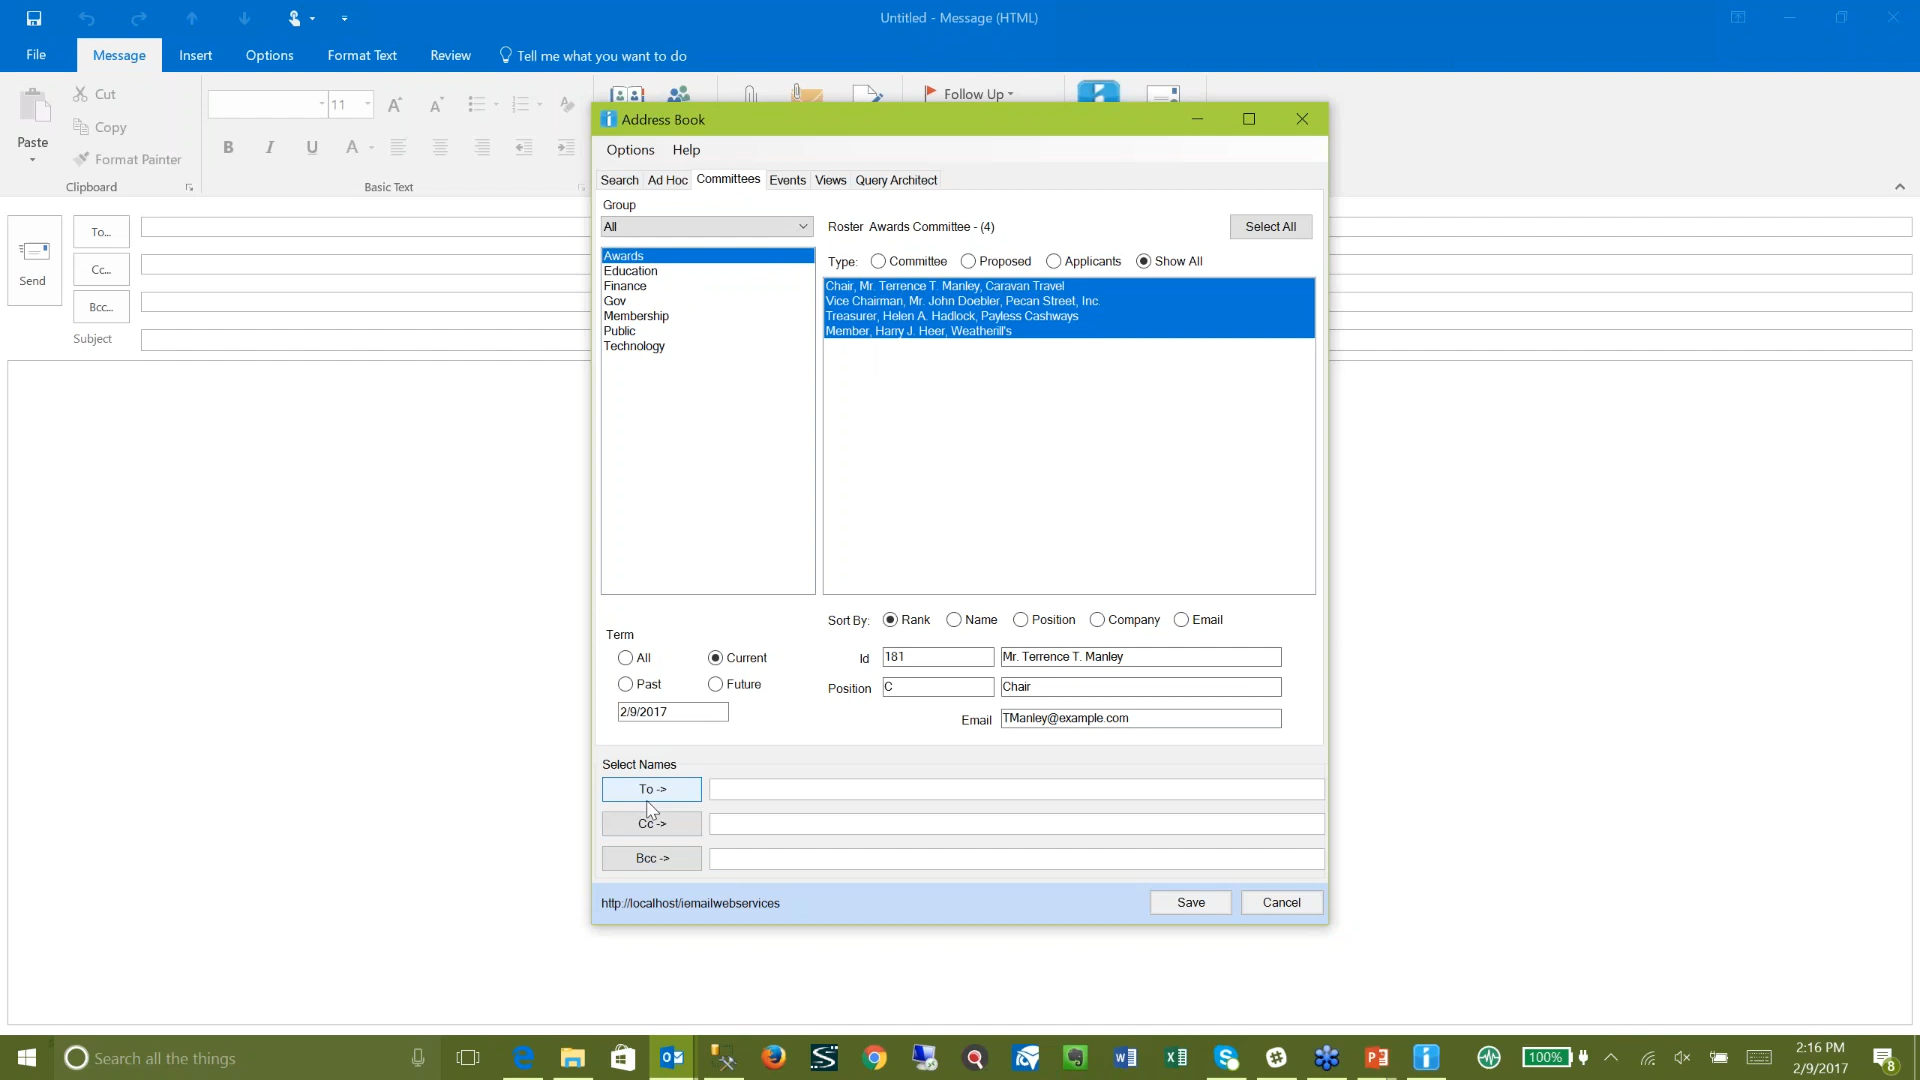 Untitled - Message (HTML)
File
Message
Insert
Options
Format Text
Review
Tell me what you want to do
Paste
Cut
Copy
Format Painter
Clipboard
11
B I U A
Basic Text
Follow Up
Send
To...
Cc...
Bcc...
Subject
Address Book
Options
Help
Search
Ad Hoc
Committees
Events
Views
Query Architect
Group
All
Roster Awards Committee - (4)
Select All
Type:
Committee
Proposed
Applicants
Show All
Awards
Education
Finance
Gov
Membership
Public
Technology
Chair, Mr. Terrence T. Manley, Caravan Travel
Vice Chairman, Mr. John Doebler, Pecan Street, Inc.
Treasurer, Helen A. Hadlock, Payless Cashways
Member, Harry J. Heer, Weatherill's
Sort By:
Rank
Name
Position
Company
Email
Term
All
Current
Past
Future
2/9/2017
Id
181
Mr. Terrence T. Manley
Position
C
Chair
Email
TManley@example.com
Select Names
To ->
Cc ->
Bcc ->
http://localhost/iemailwebservices
Save
Cancel
Search all the things
100%
2:16 PM
2/9/2017
8